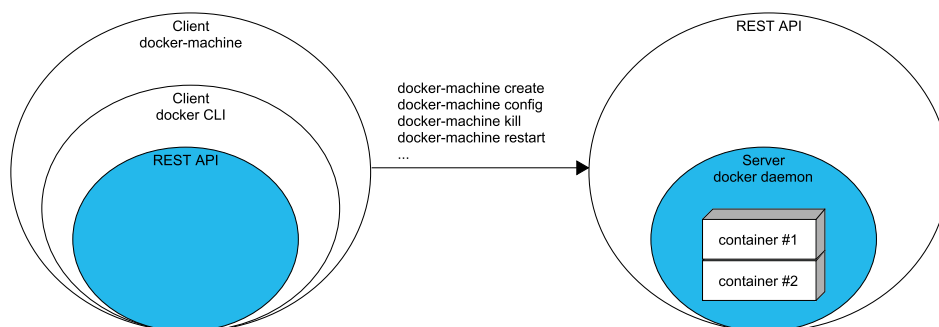 Client
docker-machine
Client
docker CLI
REST API
docker-machine create
docker-machine config
docker-machine kill
docker-machine restart
...
REST API
Server
docker daemon
container #1
container #2